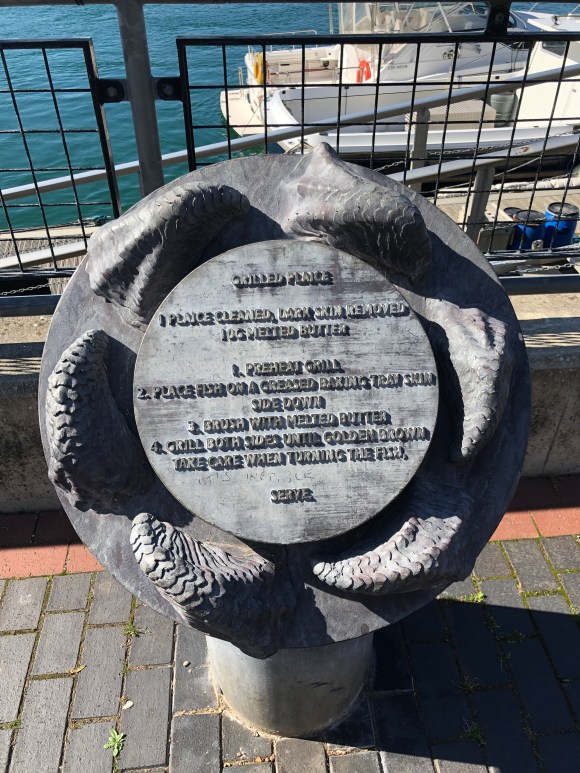 GRILLED PLAICE
1 PLAICE CLEANED, DARK SKIN REMOVED
10G MELTED BUTTER
1. PREHEAT GRILL.
2. PLACE FISH ON A GREASED BAKING TRAY SKIN
SIDE DOWN
3. BRUSH WITH MELTED BUTTER
4. GRILL BOTH SIDES UNTIL GOLDEN BROWN
TAKE CARE WHEN TURNING THE FISH.
SERVE.